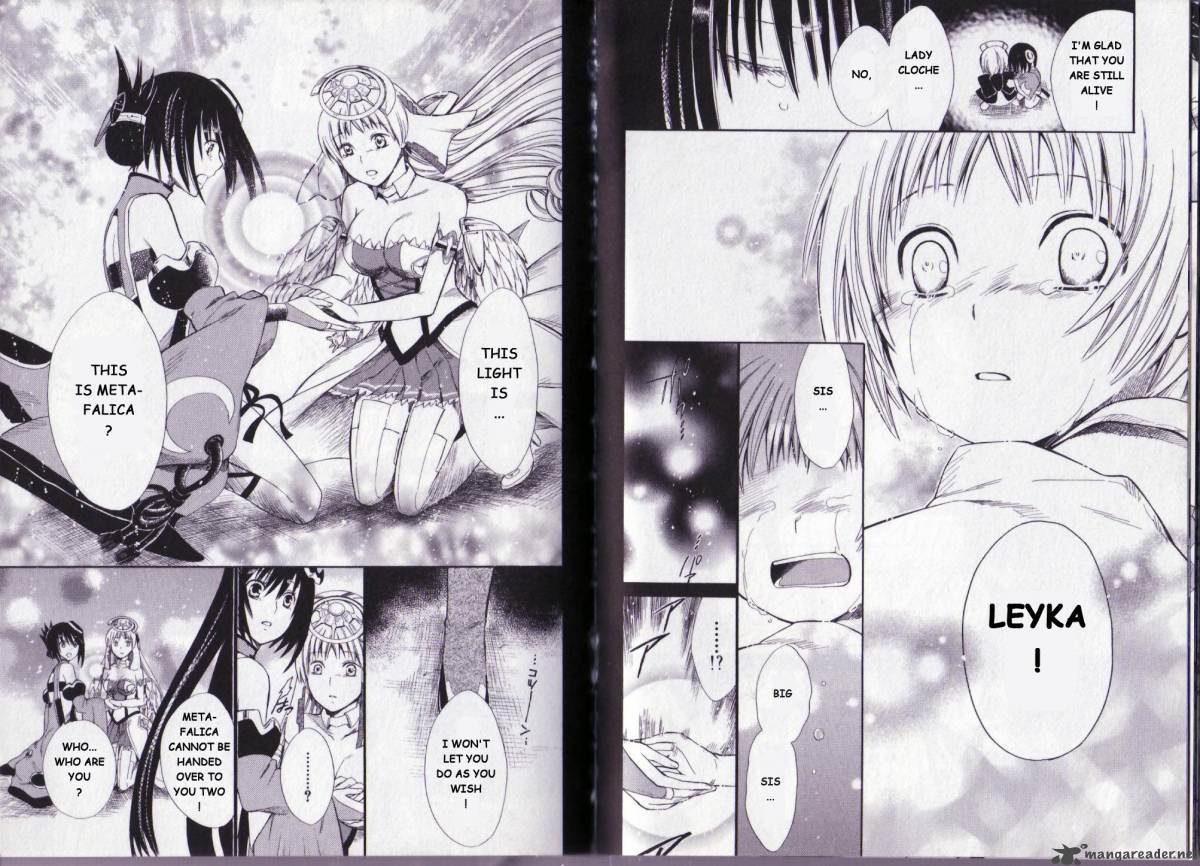 I'M GLAD
THAT YOU
ARE STILL
ALIVE
!
LADY
CLOCHE
...
NO,
LEYKA
!
SIS
...
BIG
SIS
...
......!?
THIS
LIGHT
IS
...
THIS
IS META-
FALICA
?
I WON'T
LET YOU
DO AS YOU
WISH
!
......?
META-
FALICA
CANNOT BE
HANDED
OVER TO
YOU TWO
!
WHO...
WHO ARE
YOU
?
mangareader.net